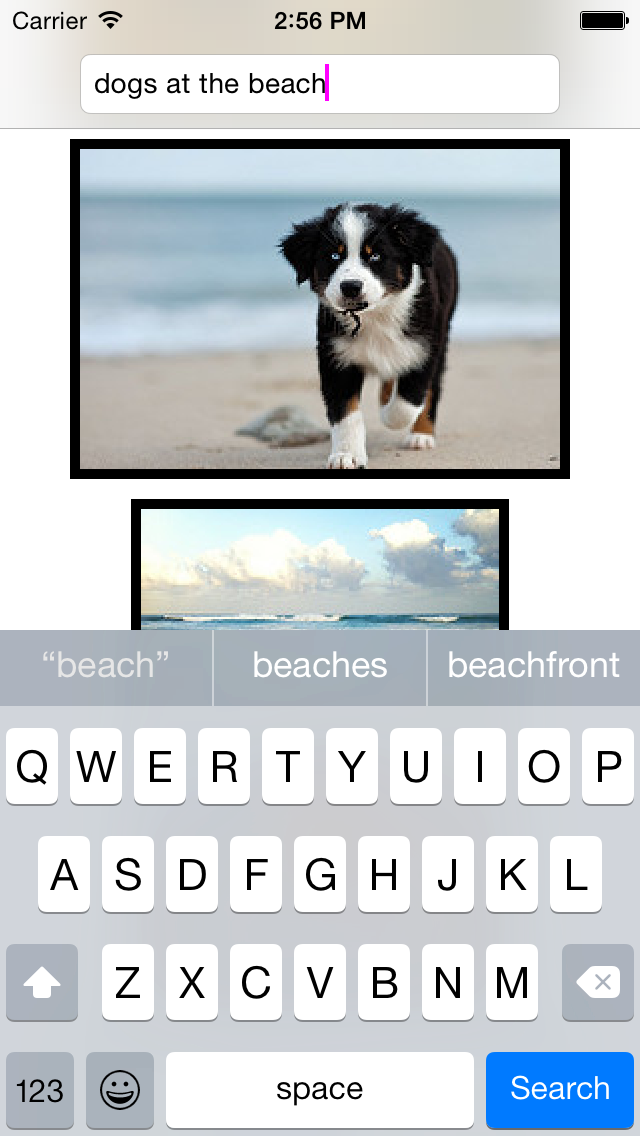 Carrier 2:56 PM
dogs at the beach
“beach” beaches beachfront
Q W E R T Y U I O P
A S D F G H J K L
Z X C V B N M
123 space Search